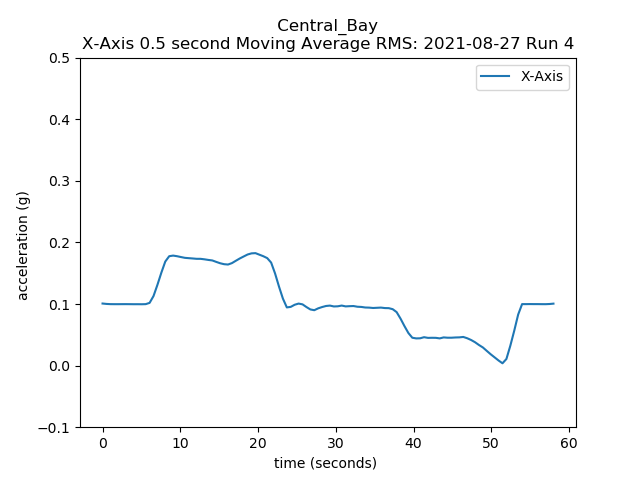 Central_Bay
X-Axis 0.5 second Moving Average RMS: 2021-08-27 Run 4
X-Axis
acceleration (g)
0.5
0.4
0.3
0.2
0.1
0.0
−0.1
0 10 20 30 40 50 60
time (seconds)